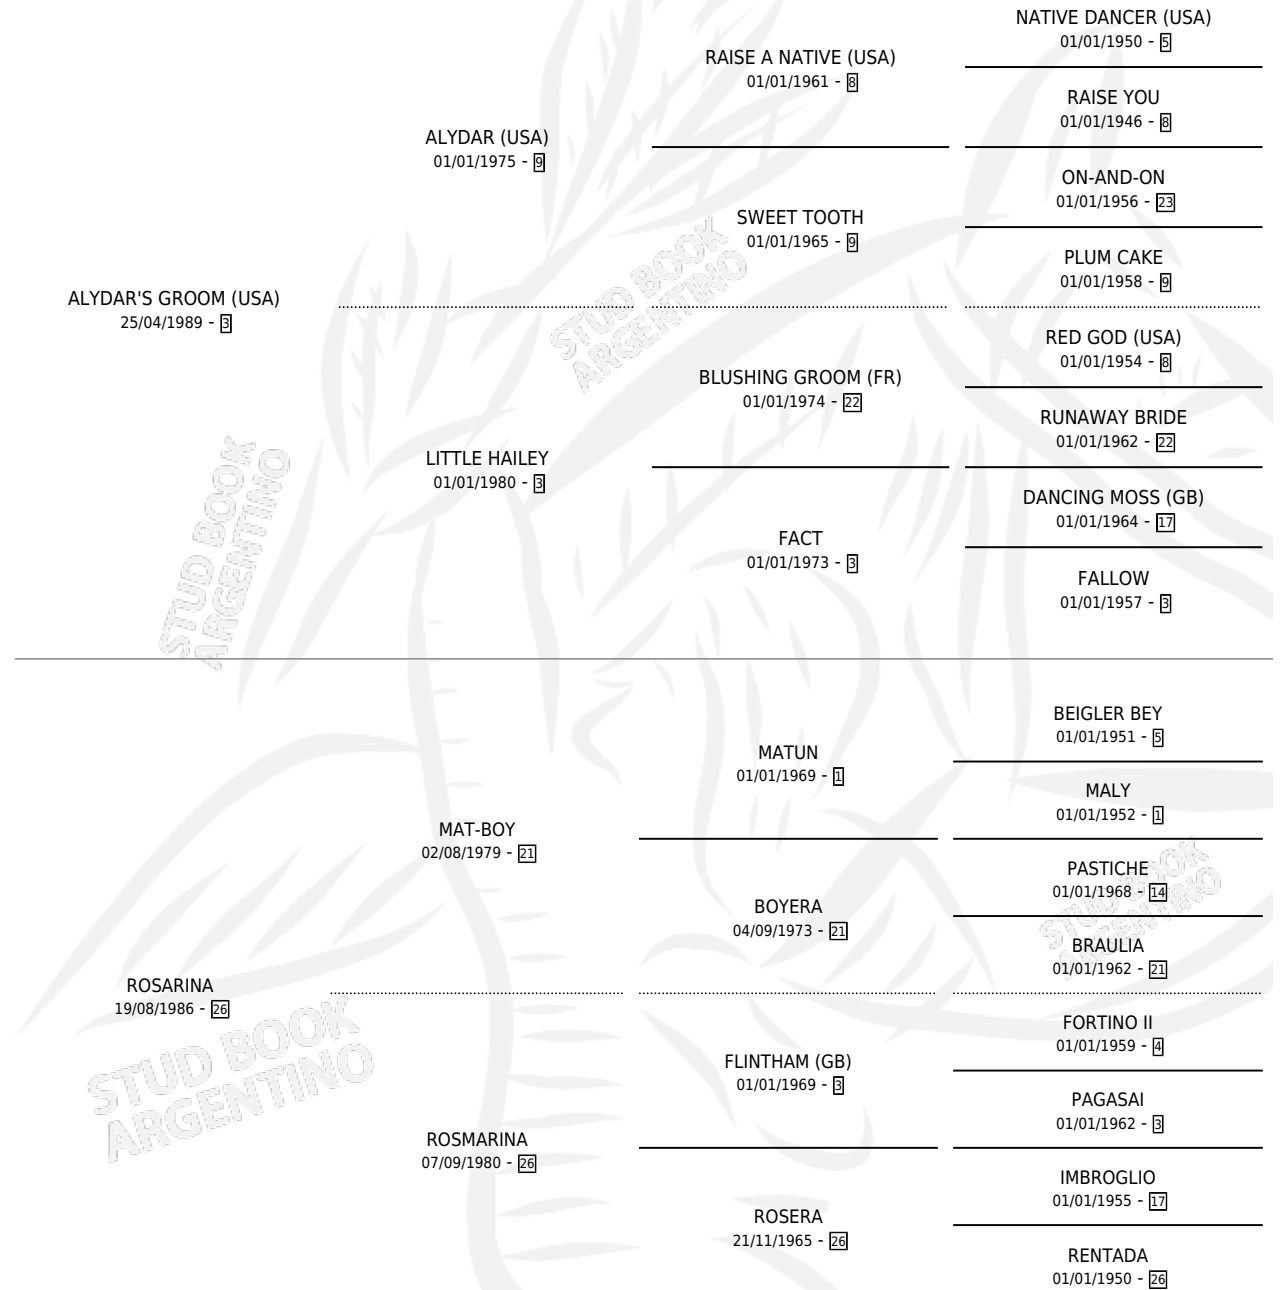 NATIVE DANCER (USA)
01/01/1950 - 5
RAISE A NATIVE (USA)
01/01/1961 - 8
RAISE YOU
01/01/1946 - 8
ALYDAR (USA)
01/01/1975 - 9
ON-AND-ON
01/01/1956 - 23
SWEET TOOTH
01/01/1965 - 9
PLUM CAKE
01/01/1958 - 9
ALYDAR'S GROOM (USA)
25/04/1989 - 3
STUD BOOK
ARGENTINO
RED GOD (USA)
01/01/1954 - 8
BLUSHING GROOM (FR)
01/01/1974 - 22
RUNAWAY BRIDE
01/01/1962 - 22
LITTLE HAILEY
01/01/1980 - 3
DANCING MOSS (GB)
01/01/1964 - 17
FACT
01/01/1973 - 3
FALLOW
01/01/1957 - 3
STUD BOOK
ARGENTINO
BEIGLER BEY
01/01/1951 - 5
MATUN
01/01/1969 - 1
MALY
01/01/1952 - 1
MAT-BOY
02/08/1979 - 21
PASTICHE
01/01/1968 - 14
BOYERA
04/09/1973 - 21
BRAULIA
01/01/1962 - 21
STUD BOOK
ARGENTINO
ROSARINA
19/08/1986 - 26
STUD BOOK
ARGENTINO
FORTINO II
01/01/1959 - 4
FLINTHAM (GB)
01/01/1969 - 3
PAGASAI
01/01/1962 - 3
ROSMARINA
07/09/1980 - 26
IMBROGLIO
01/01/1955 - 17
ROSERA
21/11/1965 - 26
RENTADA
01/01/1950 - 26